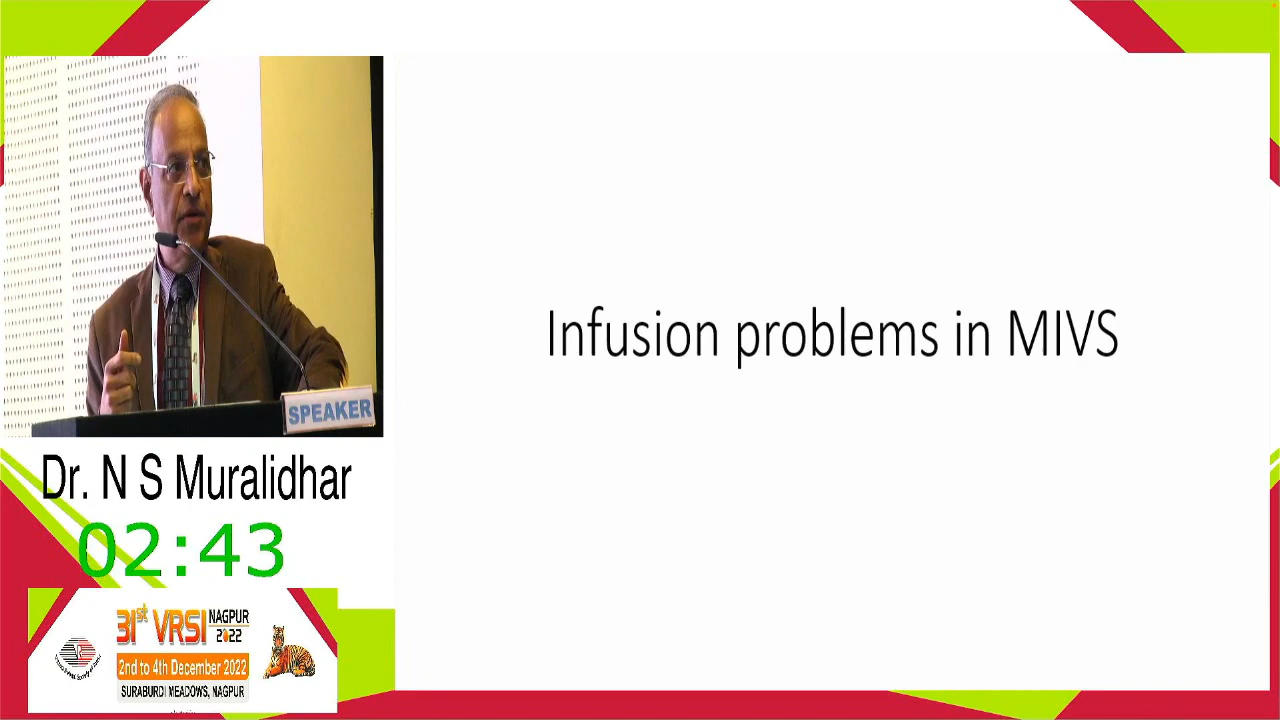 Infusion problems in MIVS
SPEAKER
Dr. N S Muralidhar
02:43
31st VRSI NAGPUR
2022
2nd to 4th December 2022
SURABURDI MEADOWS, NAGPUR